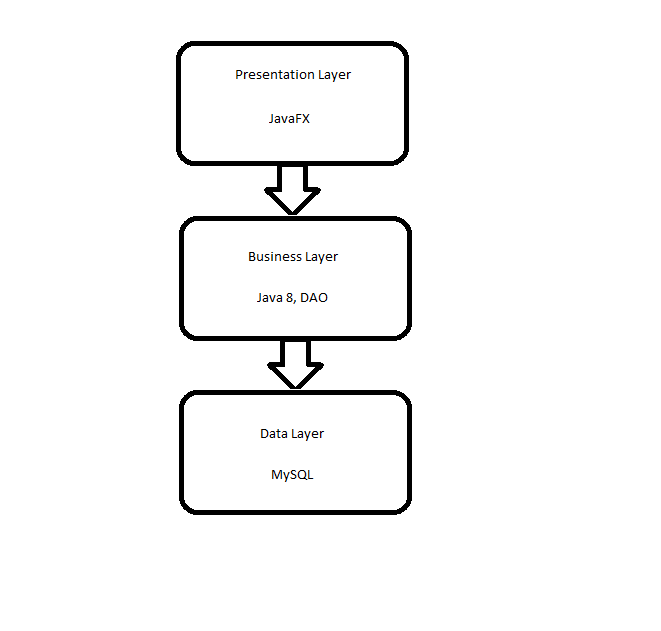 Presentation Layer
JavaFX
Business Layer
Java 8, DAO
Data Layer
MySQL